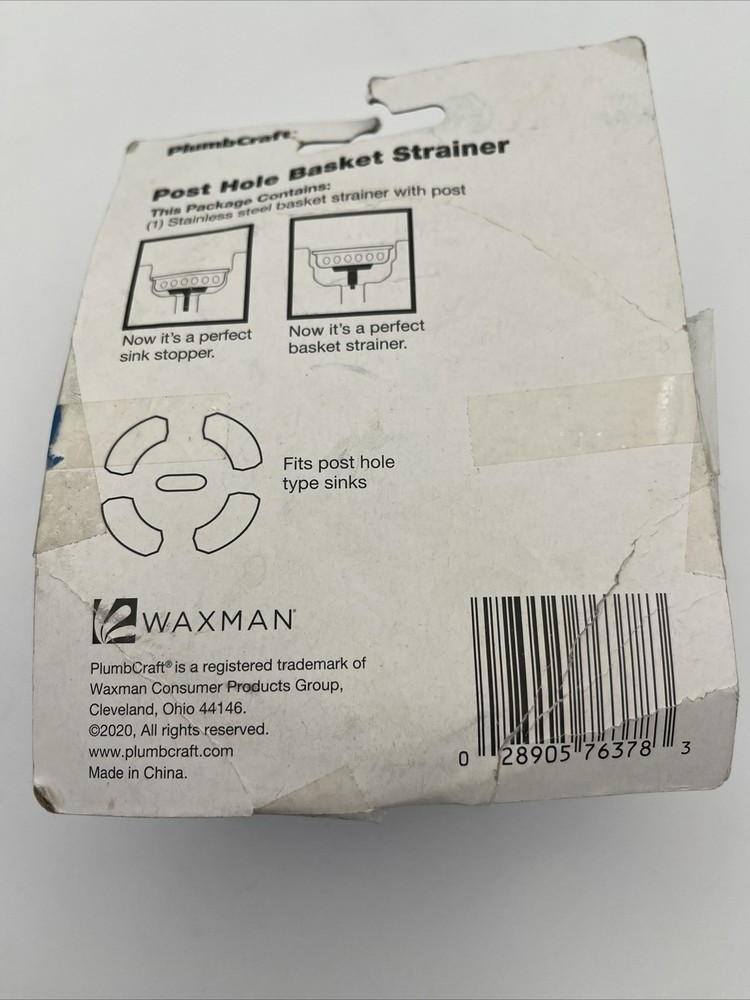 PlumbCraft®
Post Hole Basket Strainer
This Package Contains:
(1) Stainless steel basket strainer with post
Now it's a perfect
sink stopper.
Now it's a perfect
basket strainer.
Fits post hole
type sinks
WAXMAN®
PlumbCraft® is a registered trademark of
Waxman Consumer Products Group,
Cleveland, Ohio 44146.
©2020, All rights reserved.
www.plumbcraft.com
Made in China.
0 28905 76378 3